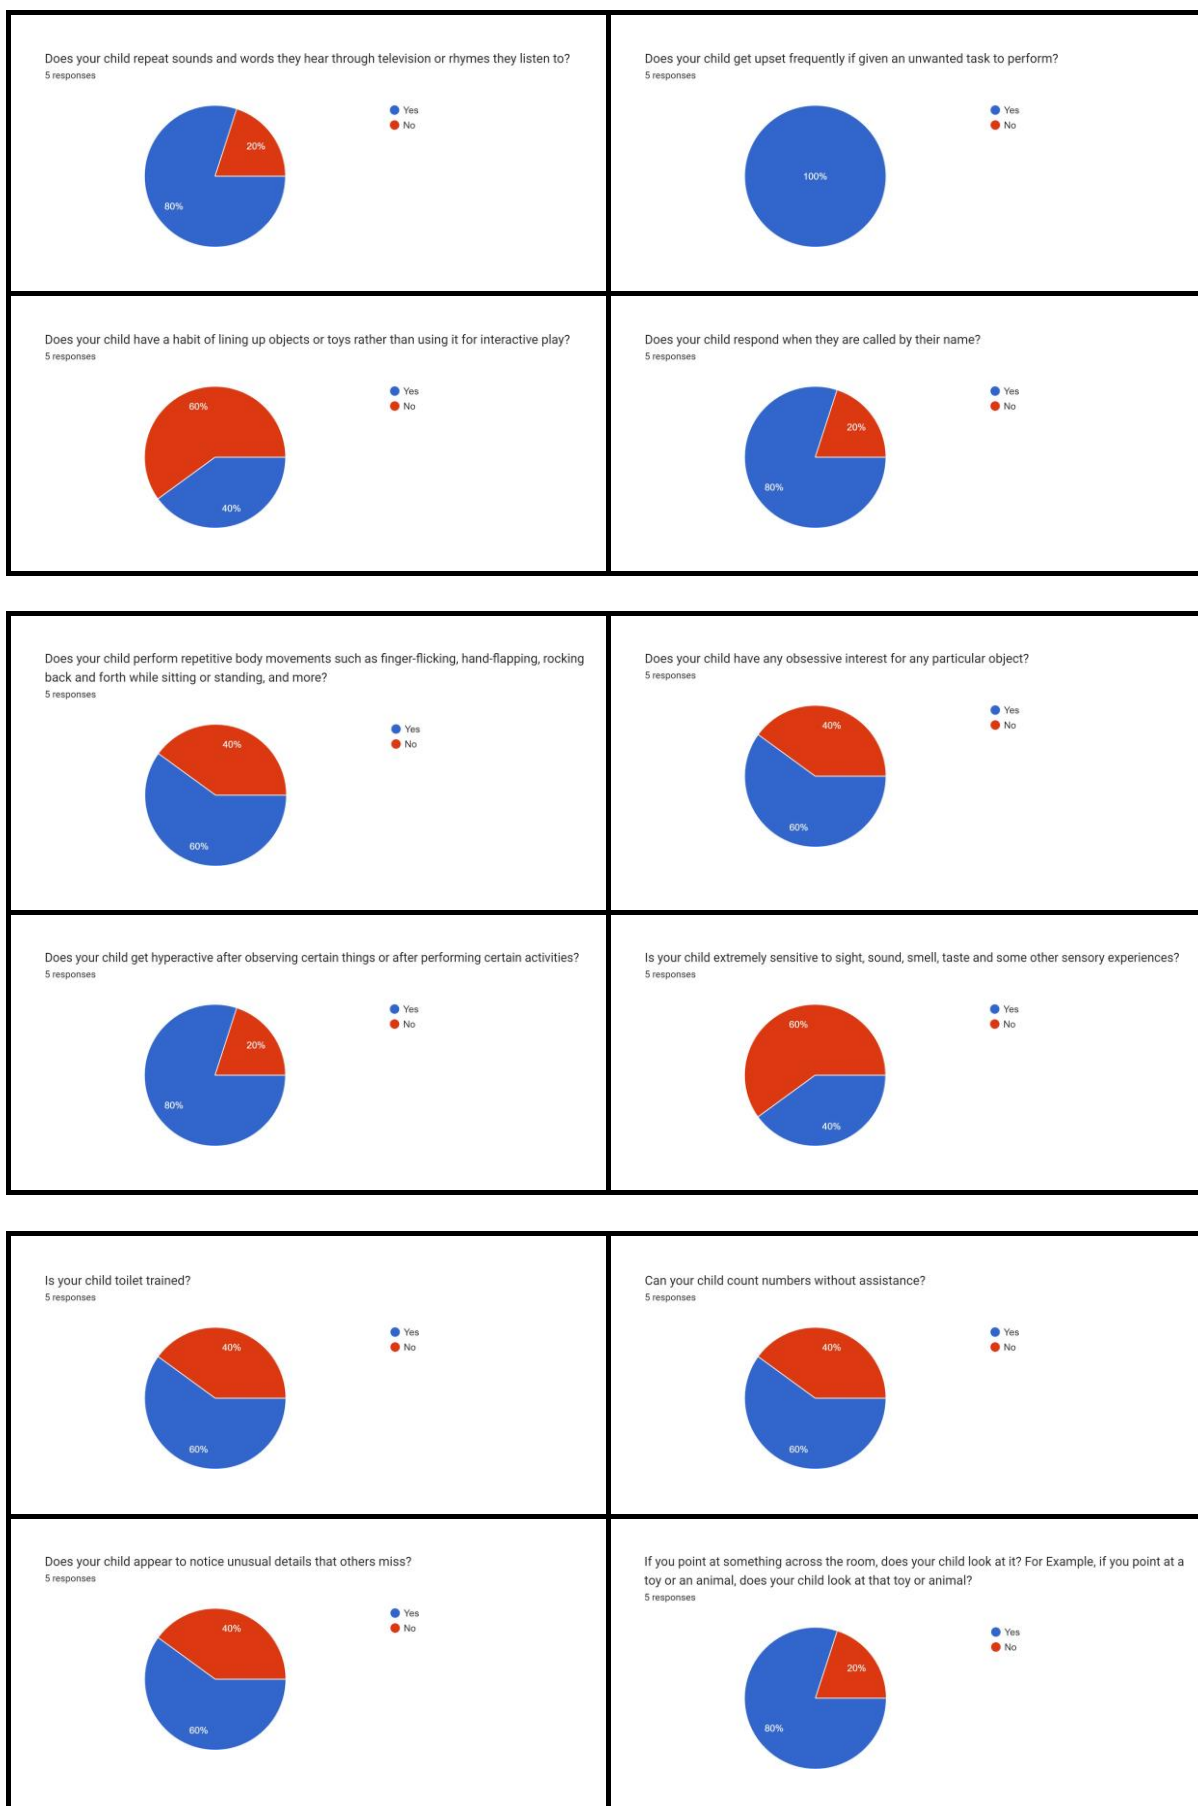 Does your child repeat sounds and words they hear through television or rhymes they listen to?
5 responses
Yes
No
20%
80%
Does your child get upset frequently if given an unwanted task to perform?
5 responses
Yes
No
100%
Does your child have a habit of lining up objects or toys rather than using it for interactive play?
5 responses
Yes
No
60%
40%
Does your child respond when they are called by their name?
5 responses
Yes
No
20%
80%
Does your child perform repetitive body movements such as finger-flicking, hand-flapping, rocking
back and forth while sitting or standing, and more?
5 responses
Yes
No
40%
60%
Does your child have any obsessive interest for any particular object?
5 responses
Yes
No
40%
60%
Does your child get hyperactive after observing certain things or after performing certain activities?
5 responses
Yes
No
20%
80%
Is your child extremely sensitive to sight, sound, smell, taste and some other sensory experiences?
5 responses
Yes
No
60%
40%
Is your child toilet trained?
5 responses
Yes
No
40%
60%
Can your child count numbers without assistance?
5 responses
Yes
No
40%
60%
Does your child appear to notice unusual details that others miss?
5 responses
Yes
No
40%
60%
If you point at something across the room, does your child look at it? For Example, if you point at a
toy or an animal, does your child look at that toy or animal?
5 responses
Yes
No
20%
80%